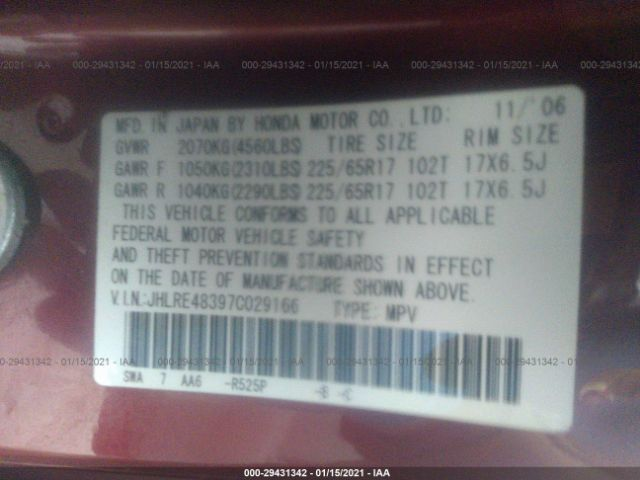 000-29431342 - 01/15/2021 - IAA
MFD. IN JAPAN BY HONDA MOTOR CO.,LTD: 11/'06
GVWR 2070KG(4560LBS) TIRE SIZE RIM SIZE
GAWR F 1050KG(2310LBS) 225/65R17 102T 17X6.5J
GAWR R 1040KG(2290LBS) 225/65R17 102T 17X6.5J
THIS VEHICLE CONFORMS TO ALL APPLICABLE
FEDERAL MOTOR VEHICLE SAFETY
AND THEFT PREVENTION STANDARDS IN EFFECT
ON THE DATE OF MANUFACTURE SHOWN ABOVE.
V.I.N.:JHLRE48397C029166 TYPE: MPV
SWA 7 AA6 -R525P -B -C
000-29431342 - 01/15/2021 - IAA